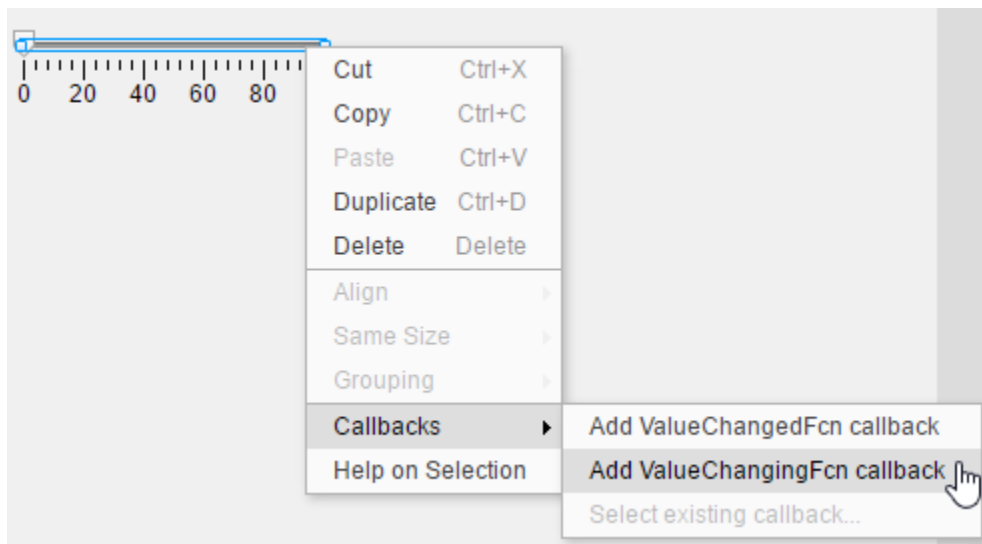 0 20 40 60 80
Cut Ctrl+X
Copy Ctrl+C
Paste Ctrl+V
Duplicate Ctrl+D
Delete Delete
Align
Same Size
Grouping
Callbacks
Help on Selection
Add ValueChangedFcn callback
Add ValueChangingFcn callback
Select existing callback...